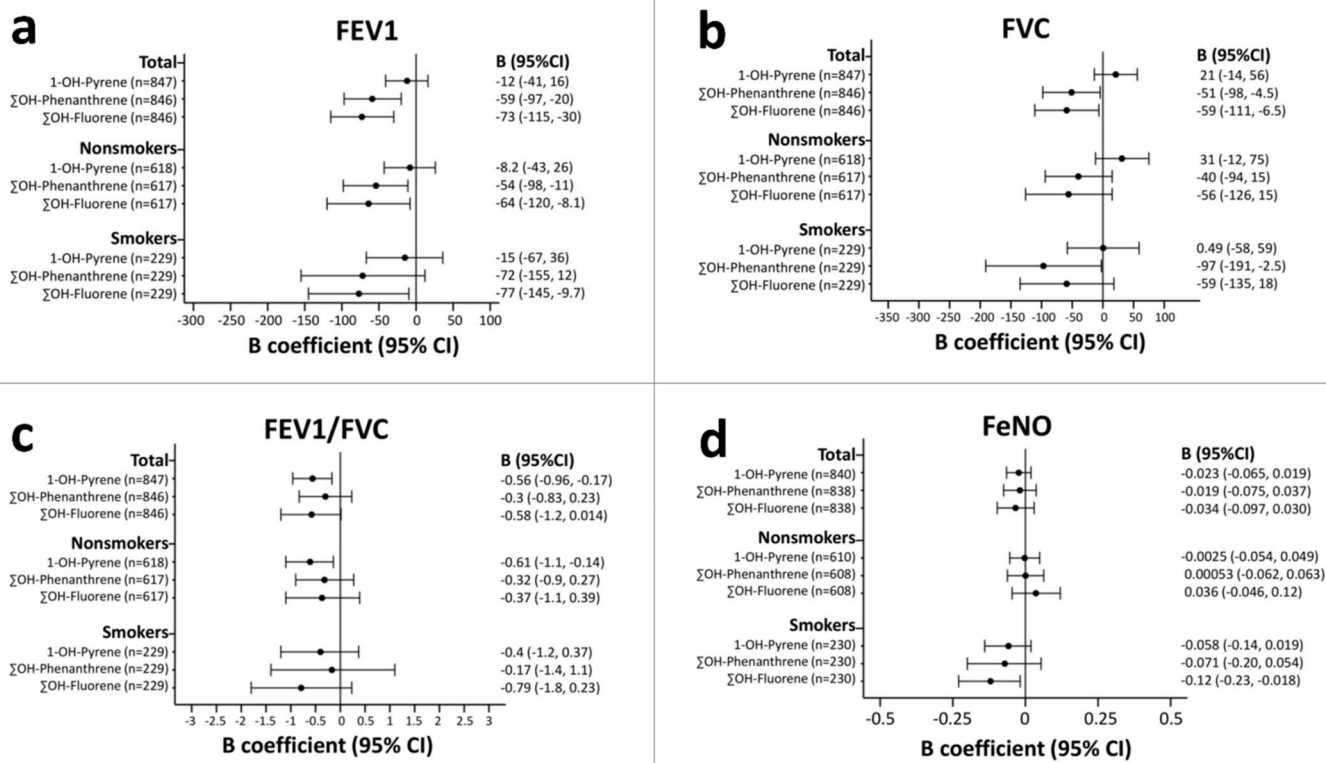 a
FEV1
Total B (95%CI)
1-OH-Pyrene (n=847) -12 (-41, 16)
∑OH-Phenanthrene (n=846) -59 (-97, -20)
∑OH-Fluorene (n=846) -73 (-115, -30)
Nonsmokers
1-OH-Pyrene (n=618) -8.2 (-43, 26)
∑OH-Phenanthrene (n=617) -54 (-98, -11)
∑OH-Fluorene (n=617) -64 (-120, -8.1)
Smokers
1-OH-Pyrene (n=229) -15 (-67, 36)
∑OH-Phenanthrene (n=229) -72 (-155, 12)
∑OH-Fluorene (n=229) -77 (-145, -9.7)
-300 -250 -200 -150 -100 -50 0 50 100
B coefficient (95% CI)
b
FVC
Total B (95%CI)
1-OH-Pyrene (n=847) 21 (-14, 56)
∑OH-Phenanthrene (n=846) -51 (-98, -4.5)
∑OH-Fluorene (n=846) -59 (-111, -6.5)
Nonsmokers
1-OH-Pyrene (n=618) 31 (-12, 75)
∑OH-Phenanthrene (n=617) -40 (-94, 15)
∑OH-Fluorene (n=617) -56 (-126, 15)
Smokers
1-OH-Pyrene (n=229) 0.49 (-58, 59)
∑OH-Phenanthrene (n=229) -97 (-191, -2.5)
∑OH-Fluorene (n=229) -59 (-135, 18)
-350 -300 -250 -200 -150 -100 -50 0 50 100
B coefficient (95% CI)
c
FEV1/FVC
Total B (95%CI)
1-OH-Pyrene (n=847) -0.56 (-0.96, -0.17)
∑OH-Phenanthrene (n=846) -0.3 (-0.83, 0.23)
∑OH-Fluorene (n=846) -0.58 (-1.2, 0.014)
Nonsmokers
1-OH-Pyrene (n=618) -0.61 (-1.1, -0.14)
∑OH-Phenanthrene (n=617) -0.32 (-0.9, 0.27)
∑OH-Fluorene (n=617) -0.37 (-1.1, 0.39)
Smokers
1-OH-Pyrene (n=229) -0.4 (-1.2, 0.37)
∑OH-Phenanthrene (n=229) -0.17 (-1.4, 1.1)
∑OH-Fluorene (n=229) -0.79 (-1.8, 0.23)
-3 -2.5 -2 -1.5 -1 -0.5 0 0.5 1 1.5 2 2.5 3
B coefficient (95% CI)
d
FeNO
Total B (95%CI)
1-OH-Pyrene (n=840) -0.023 (-0.065, 0.019)
∑OH-Phenanthrene (n=838) -0.019 (-0.075, 0.037)
∑OH-Fluorene (n=838) -0.034 (-0.097, 0.030)
Nonsmokers
1-OH-Pyrene (n=610) -0.0025 (-0.054, 0.049)
∑OH-Phenanthrene (n=608) 0.00053 (-0.062, 0.063)
∑OH-Fluorene (n=608) 0.036 (-0.046, 0.12)
Smokers
1-OH-Pyrene (n=230) -0.058 (-0.14, 0.019)
∑OH-Phenanthrene (n=230) -0.071 (-0.20, 0.054)
∑OH-Fluorene (n=230) -0.12 (-0.23, -0.018)
-0.5 -0.25 0 0.25 0.5
B coefficient (95% CI)